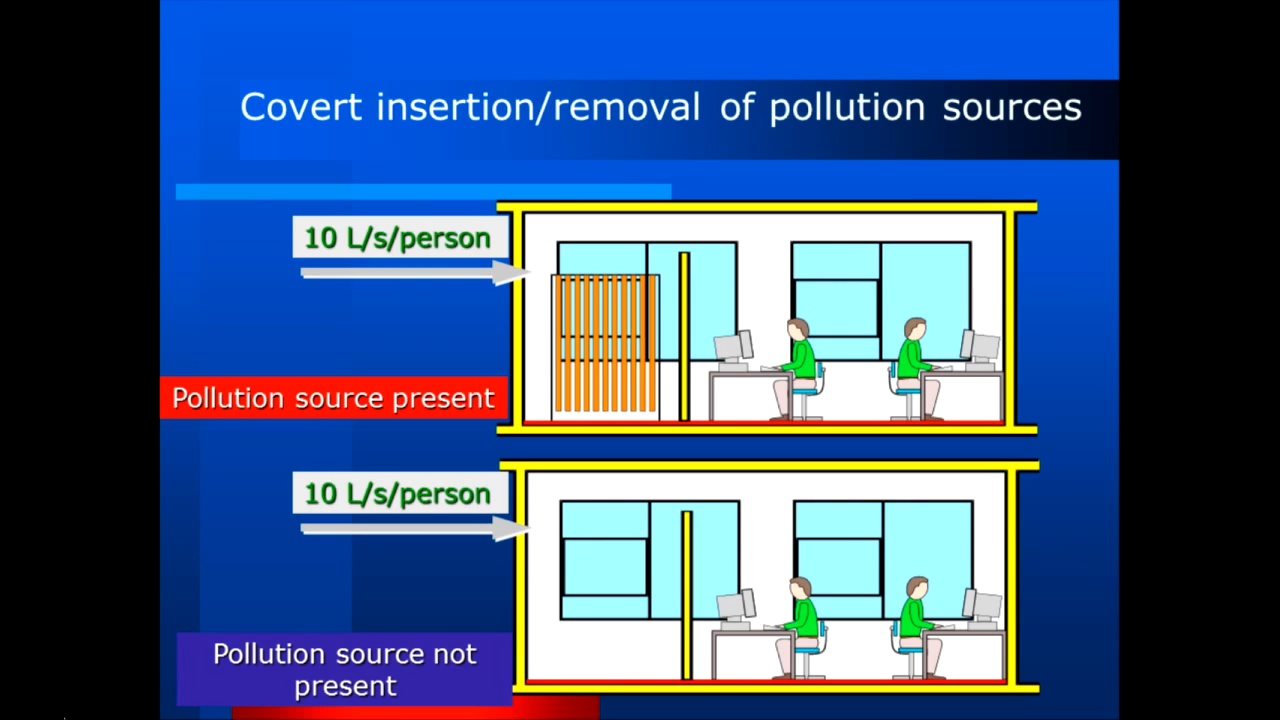 Covert insertion/removal of pollution sources
10 L/s/person
Pollution source present
10 L/s/person
Pollution source not
present